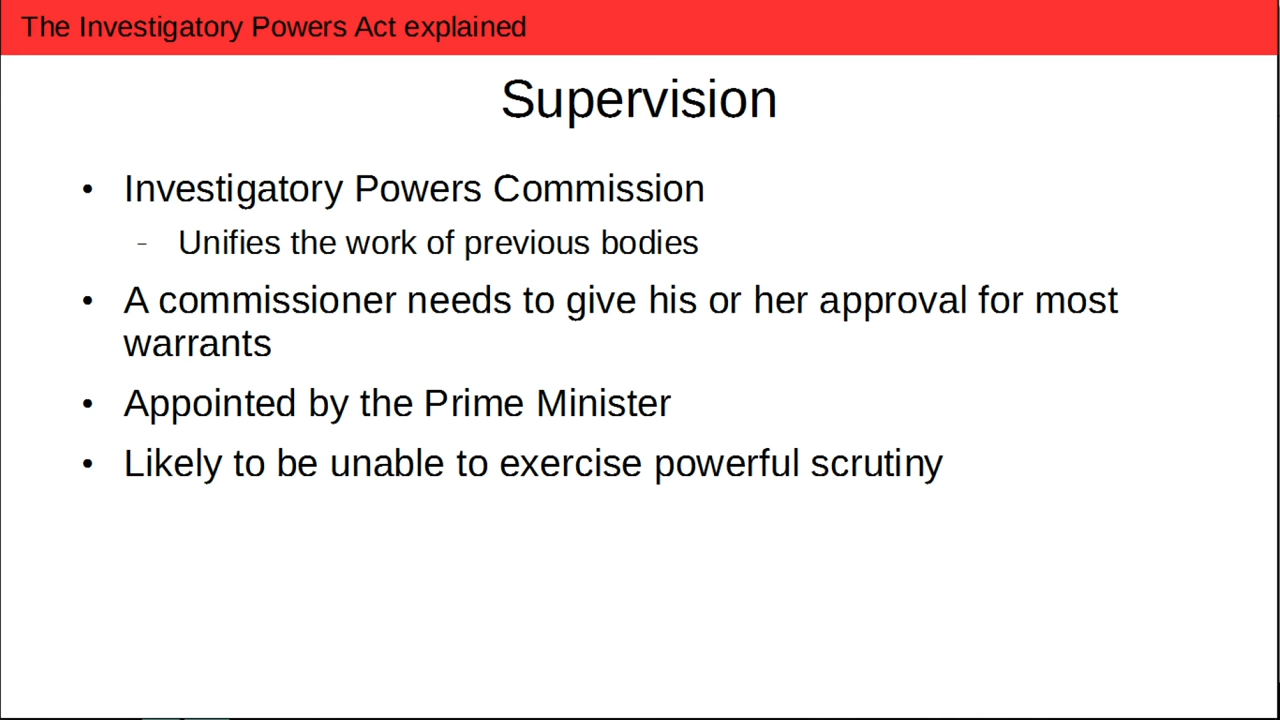 The Investigatory Powers Act explained
Supervision
• Investigatory Powers Commission
– Unifies the work of previous bodies
• A commissioner needs to give his or her approval for most
warrants
• Appointed by the Prime Minister
• Likely to be unable to exercise powerful scrutiny